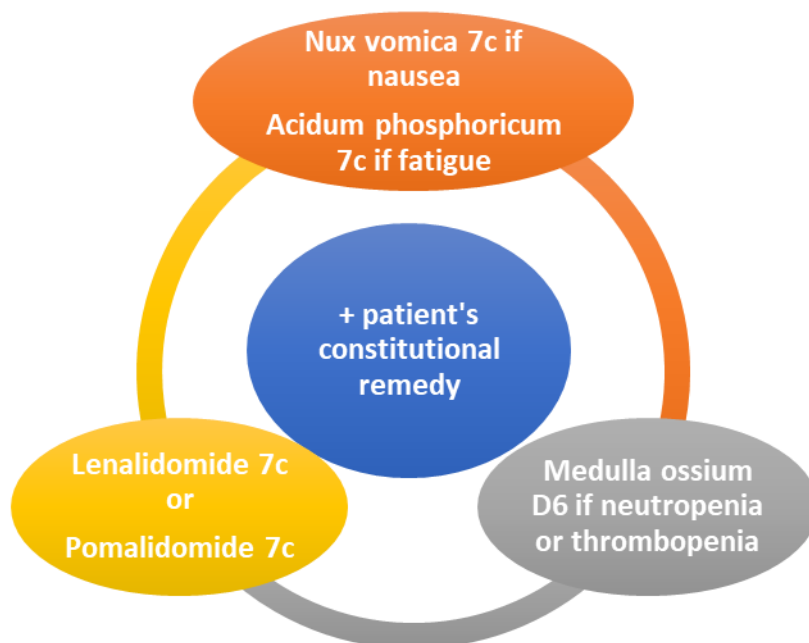 Nux vomica 7c if
nausea
Acidum phosphoricum
7c if fatigue
+ patient's
constitutional
remedy
Lenalidomide 7c
or
Pomalidomide 7c
Medulla ossium
D6 if neutropenia
or thrombopenia